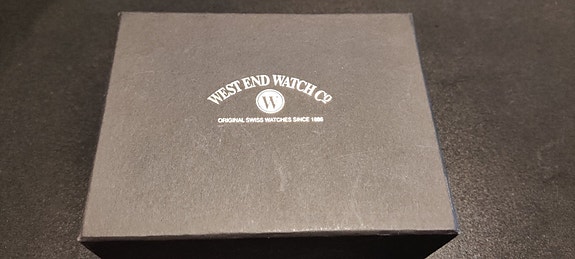 WEST END WATCH Co
W
ORIGINAL SWISS WATCHES SINCE 1886